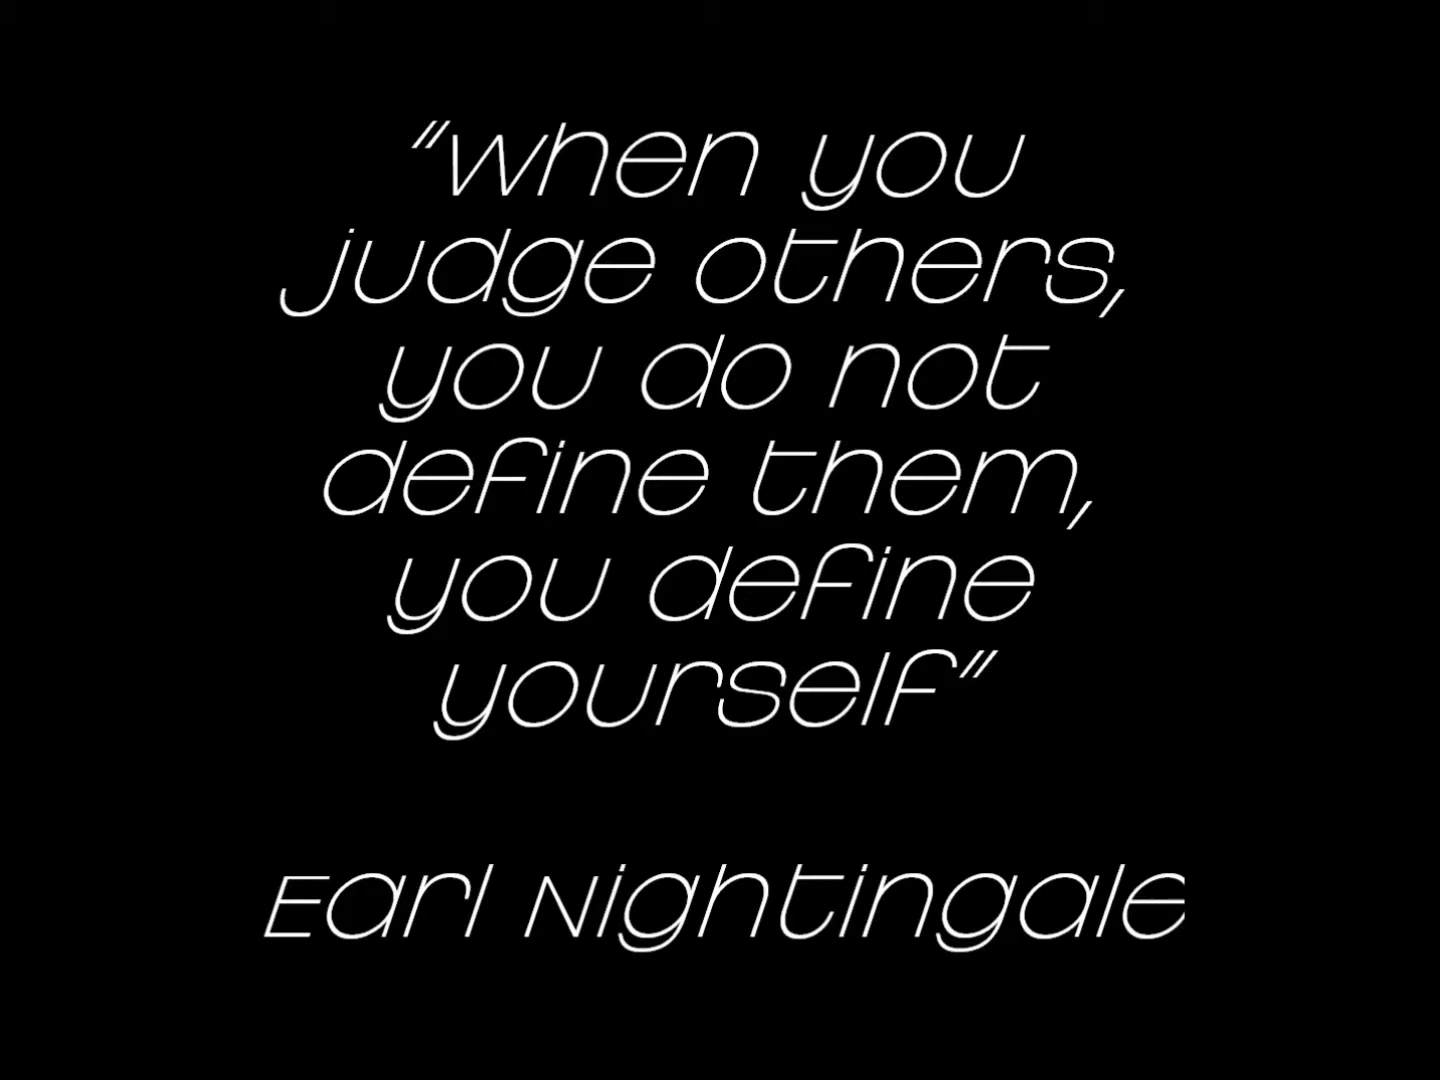 “when you
judge others,
you do not
define them,
you define
yourself”
Earl Nightingale